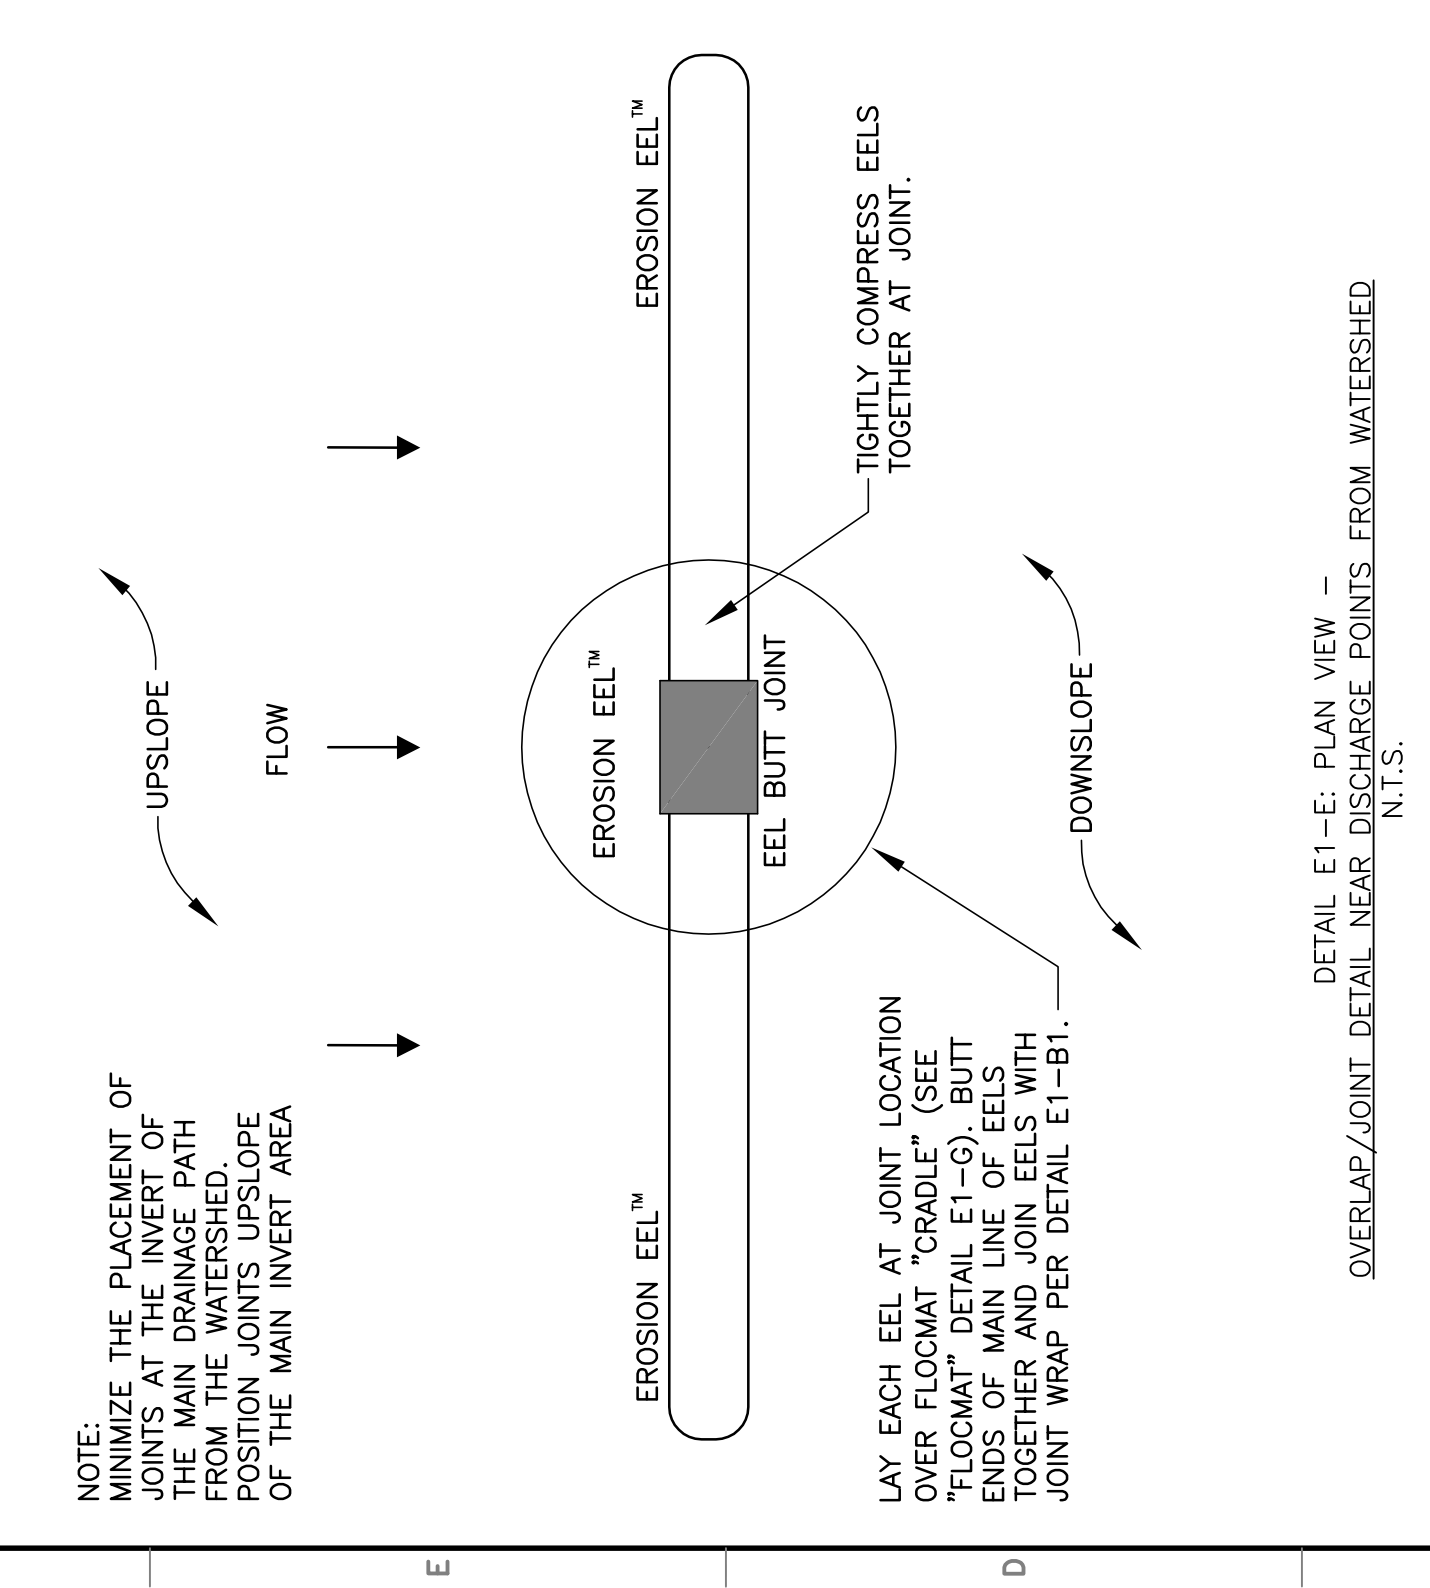 NOTE:
MINIMIZE THE PLACEMENT OF
JOINTS AT THE INVERT OF
THE MAIN DRAINAGE PATH
FROM THE WATERSHED.
POSITION JOINTS UPSLOPE
OF THE MAIN INVERT AREA
UPSLOPE
FLOW
EROSION EEL™
EROSION EEL™
EROSION EEL™
EEL BUTT JOINT
TIGHTLY COMPRESS EELS
TOGETHER AT JOINT.
LAY EACH EEL AT JOINT LOCATION
OVER FLOCMAT "CRADLE" (SEE
"FLOCMAT" DETAIL E1-G). BUTT
ENDS OF MAIN LINE OF EELS
TOGETHER AND JOIN EELS WITH
JOINT WRAP PER DETAIL E1-B1.
DOWNSLOPE
DETAIL E1-E: PLAN VIEW -
OVERLAP/JOINT DETAIL NEAR DISCHARGE POINTS FROM WATERSHED
N.T.S.
E
D